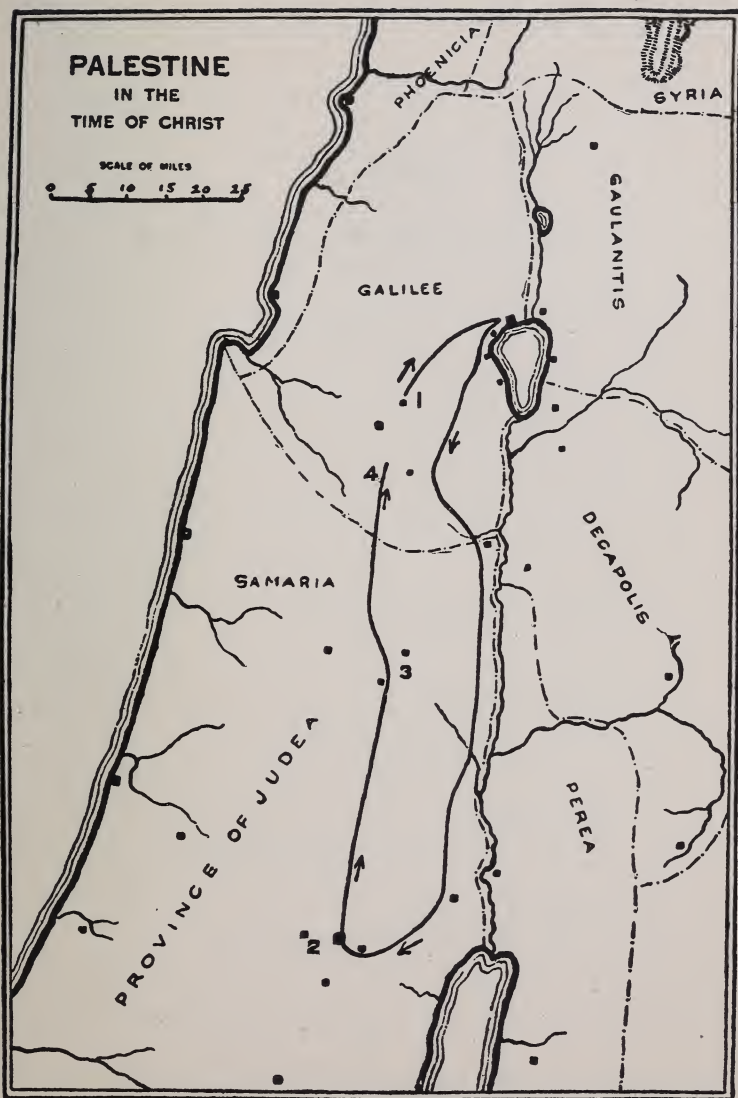 PALESTINE
IN THE
TIME OF CHRIST
SCALE OF MILES
0 5 10 15 20 25
PHOENICIA
SYRIA
GAULANITIS
GALILEE
1
4
DECAPOLIS
SAMARIA
3
PROVINCE OF JUDEA
PEREA
2